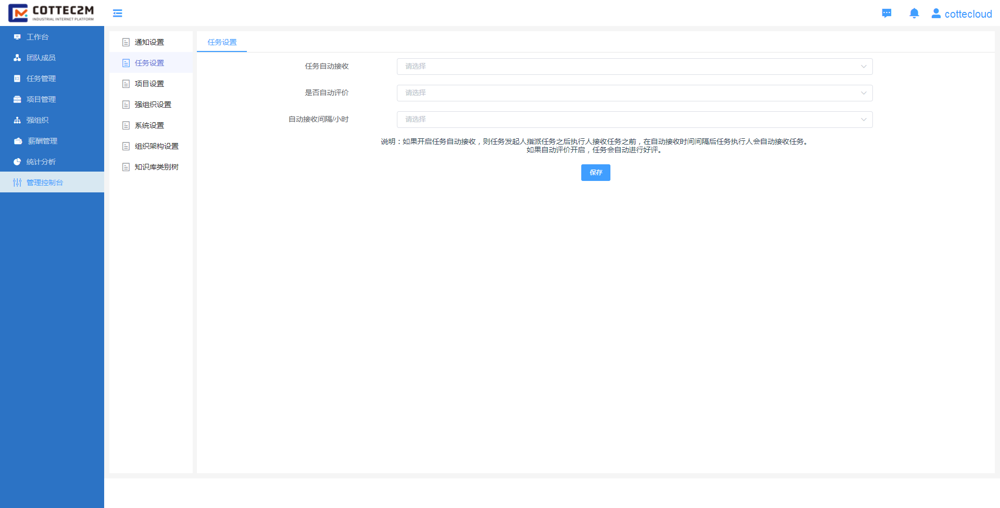 COTTEC2M
INDUSTRIAL INTERNET PLATFORM
cottecloud
工作台
团队成员
任务管理
项目管理
强组织
薪酬管理
统计分析
管理控制台
通知设置
任务设置
项目设置
强组织设置
系统设置
组织架构设置
知识库类别树
任务设置
任务自动接收
请选择
是否自动评价
请选择
自动接收间隔/小时
请选择
说明：如果开启任务自动接收，则任务发起人指派任务之后执行人接收任务之前，在自动接收时间间隔后任务执行人会自动接收任务。
如果自动评价开启，任务会自动进行好评。
保存